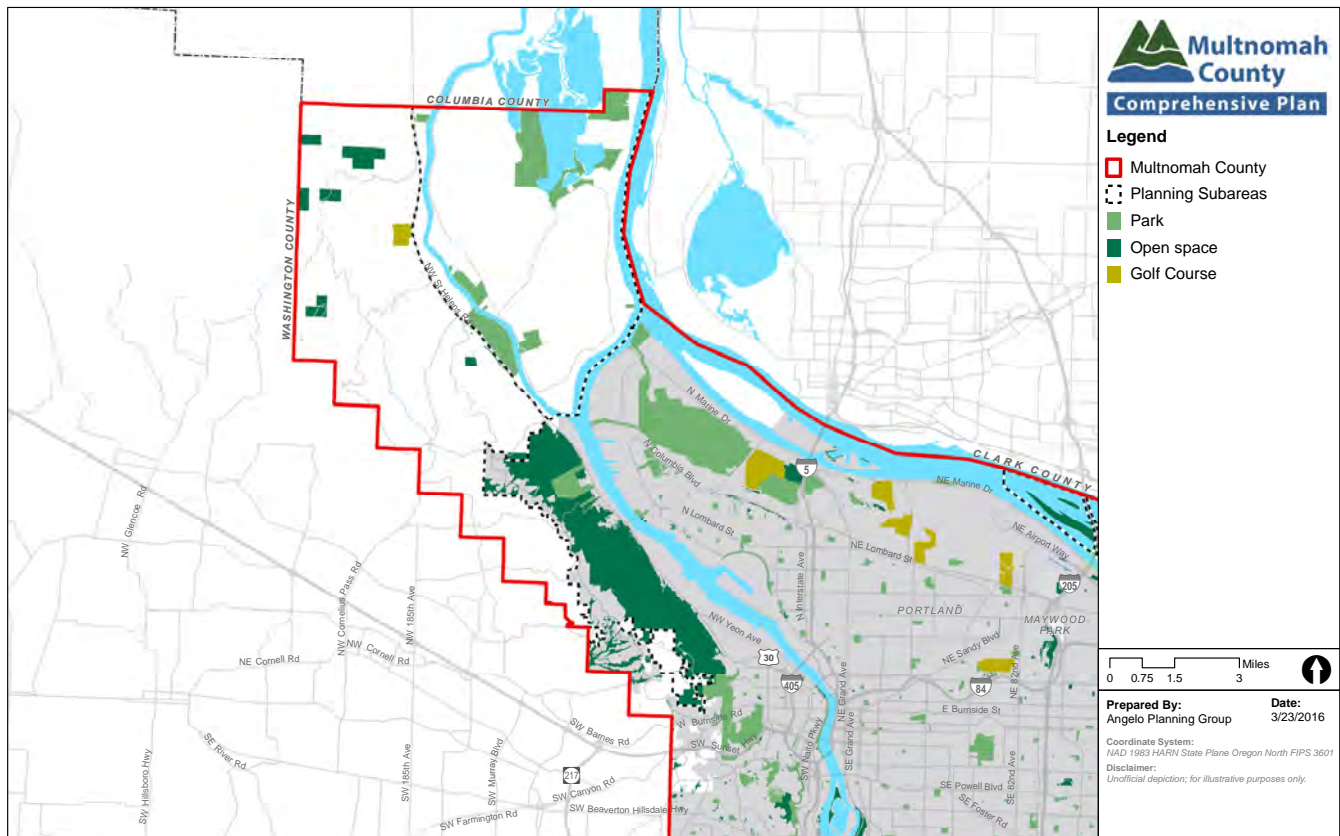 COLUMBIA COUNTY
WASHINGTON COUNTY
NW St Helens Rd
N Marine Dr
N Columbia Blvd
5
CLARK COUNTY
NE Marine Dr
N Lombard St
NE Airport Way
NE Lombard St
205
N Interstate Ave
PORTLAND
MAYWOOD
PARK
NW Glencoe Rd
NW Cornelius Pass Rd
NW 185th Ave
NW Yeon Ave
NE Sandy Blvd
NE 82nd Ave
30
NE Cornell Rd
NW Cornell Rd
405
84
NE Grand Ave
E Burnside St
W Burnside Rd
SW Barnes Rd
SW Sunset Hwy
SW Naito Pkwy
SE Grand Ave
SE River Rd
SW Hillsboro Hwy
SW 185th Ave
SW Murray Blvd
217
SW Canyon Rd
SW Beaverton Hillsdale Hwy
SW Farmington Rd
SE Powell Blvd
SE 82nd Ave
SE Foster Rd
Multnomah
County
Comprehensive Plan
Legend
Multnomah County
Planning Subareas
Park
Open space
Golf Course
Miles
0 0.75 1.5 3
Prepared By:
Angelo Planning Group
Date:
3/23/2016
Coordinate System:
NAD 1983 HARN State Plane Oregon North FIPS 3601
Disclaimer:
Unofficial depiction; for illustrative purposes only.